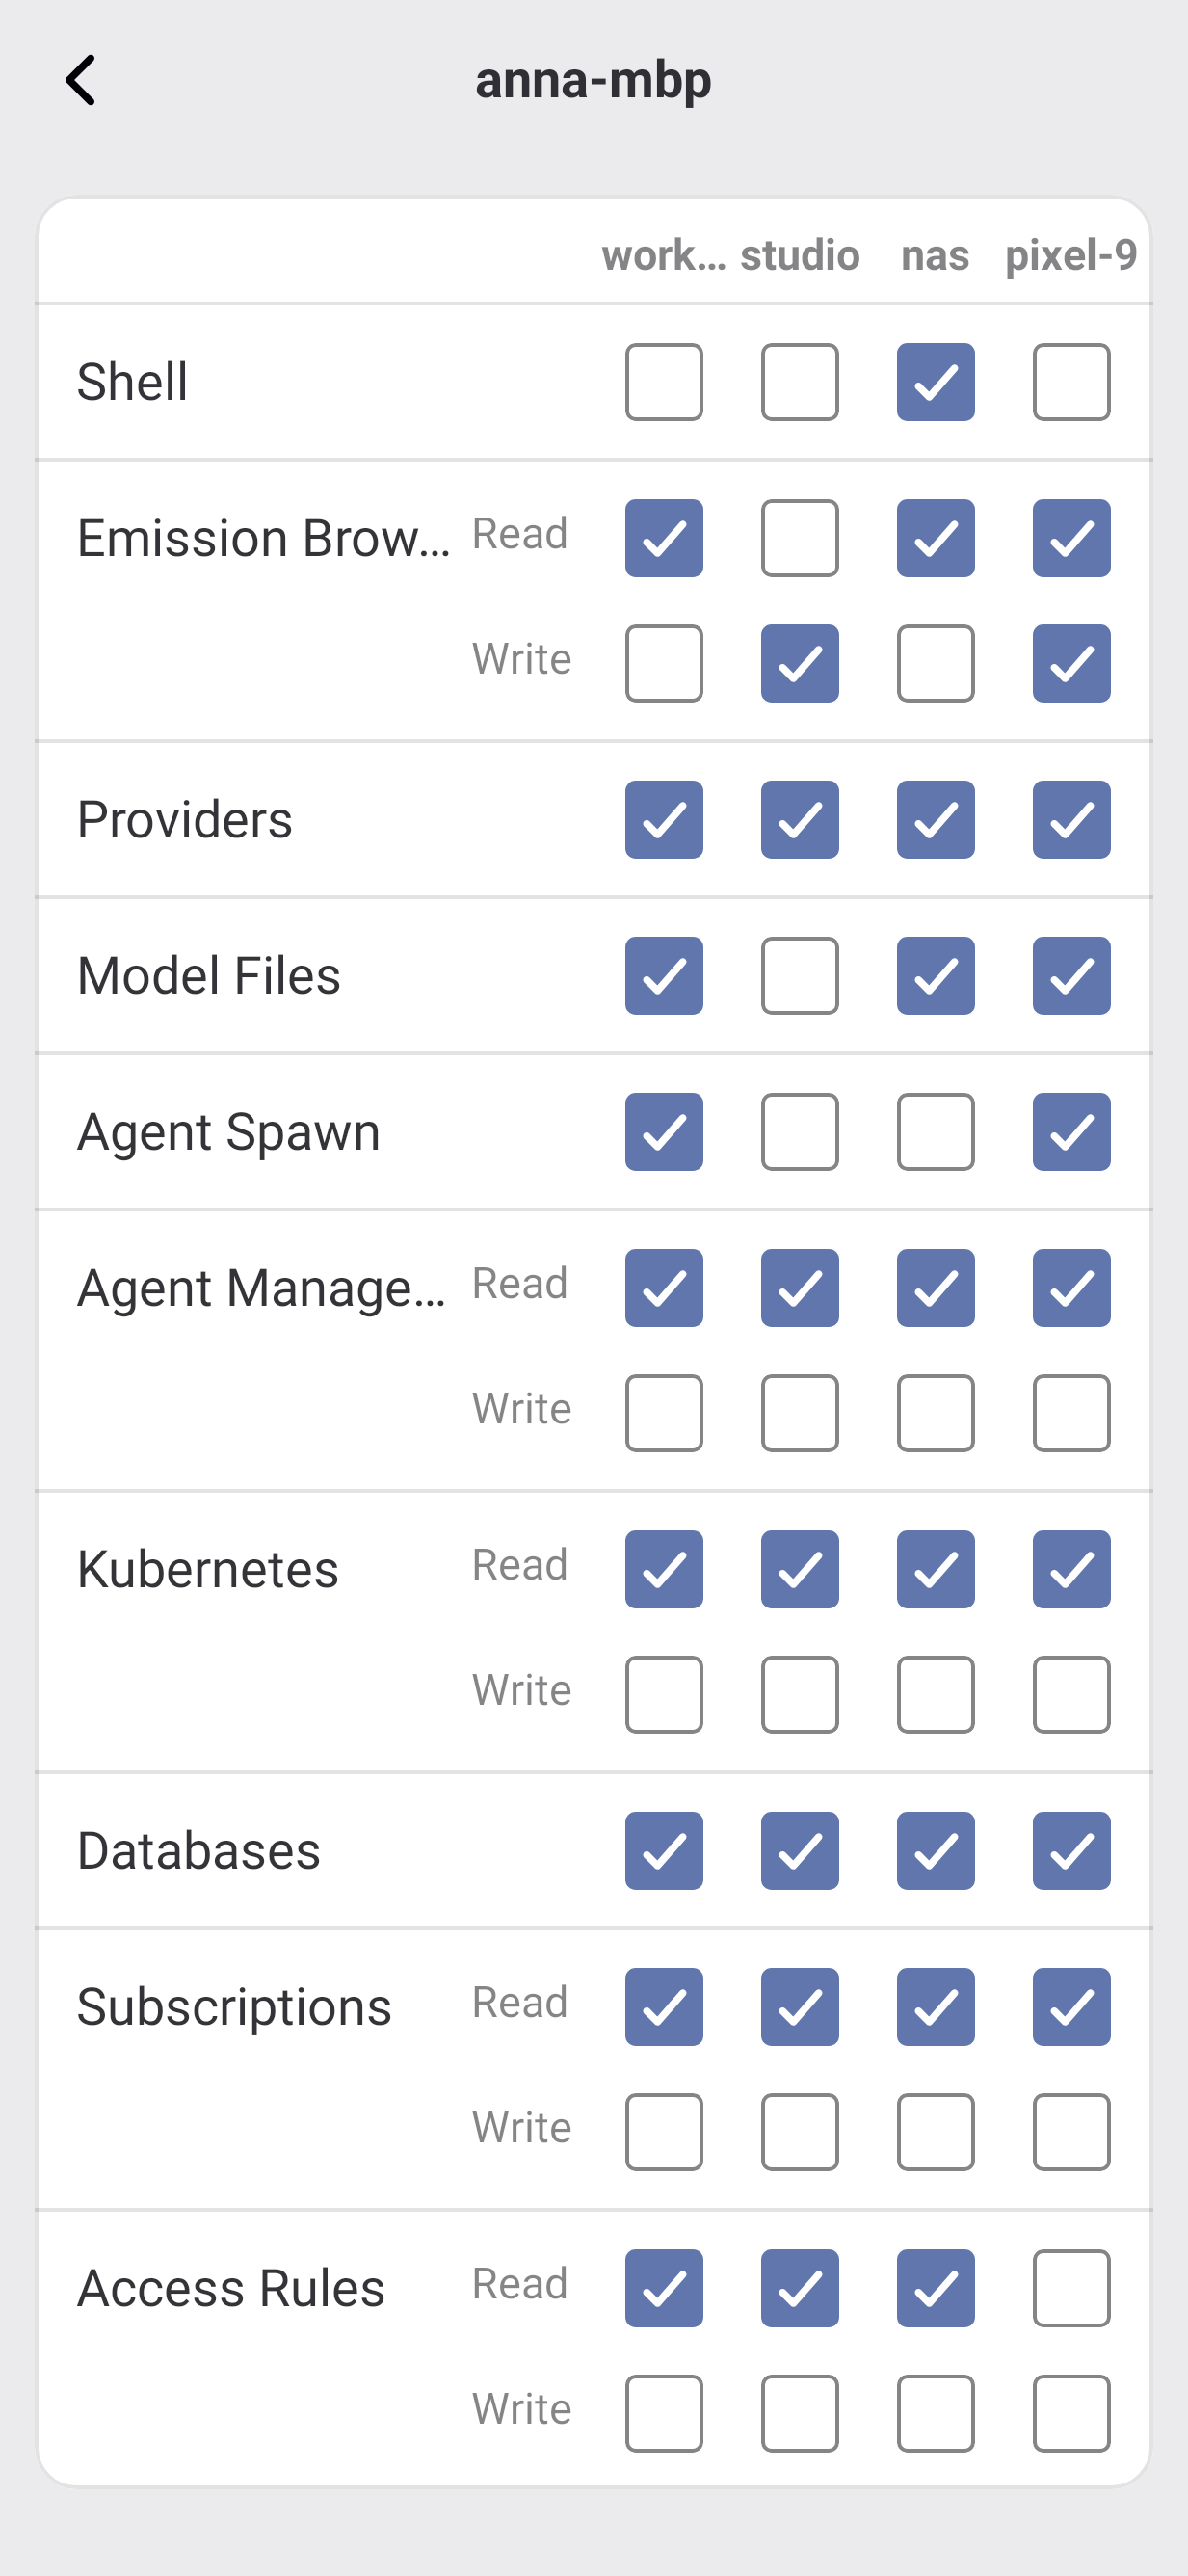 anna-mbp
work... studio nas pixel-9
Shell
Emission Brow... Read
Write
Providers
Model Files
Agent Spawn
Agent Manage... Read
Write
Kubernetes Read
Write
Databases
Subscriptions Read
Write
Access Rules Read
Write